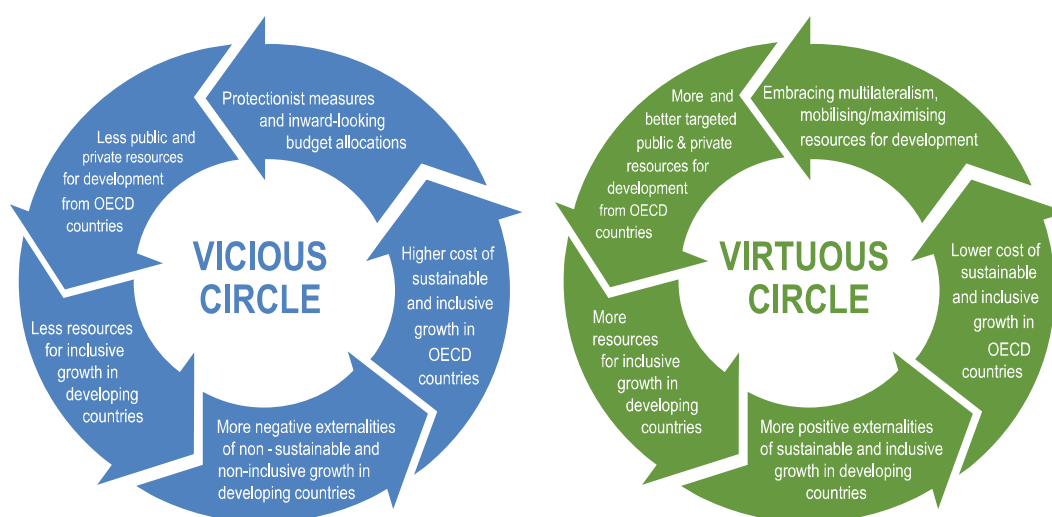 Protectionist measures
and inward-looking
budget allocations
Less public and
private resources
for development
from OECD
countries
Less resources
for inclusive
growth in
developing
countries
More negative externalities
of non - sustainable and
non-inclusive growth in
developing countries
Higher cost of
sustainable
and inclusive
growth in
OECD
countries
VICIOUS
CIRCLE
Embracing multilateralism,
mobilising/maximising
resources for development
More and
better targeted
public & private
resources for
development
from OECD
countries
More
resources
for inclusive
growth in
developing
countries
More positive externalities
of sustainable and inclusive
growth in developing
countries
Lower cost of
sustainable
and inclusive
growth in
OECD
countries
VIRTUOUS
CIRCLE